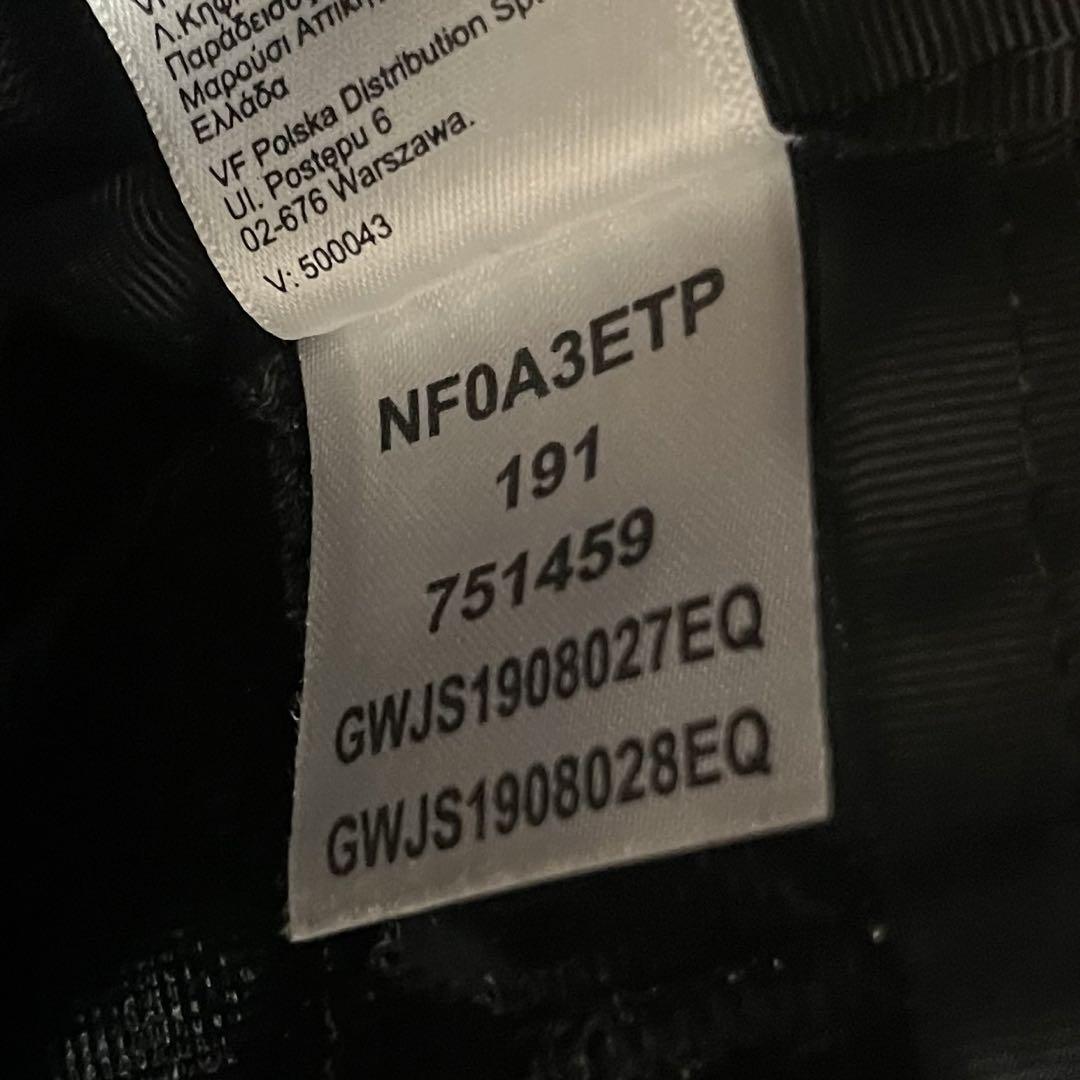 Λ.Κηφι
Παράδεισος
Μαρούσι Αττική
Ελλάδα
VF Polska Distribution Sp.
Ul. Postępu 6
02-676 Warszawa.
V: 500043
NF0A3ETP
191
751459
GWJS1908027EQ
GWJS1908028EQ